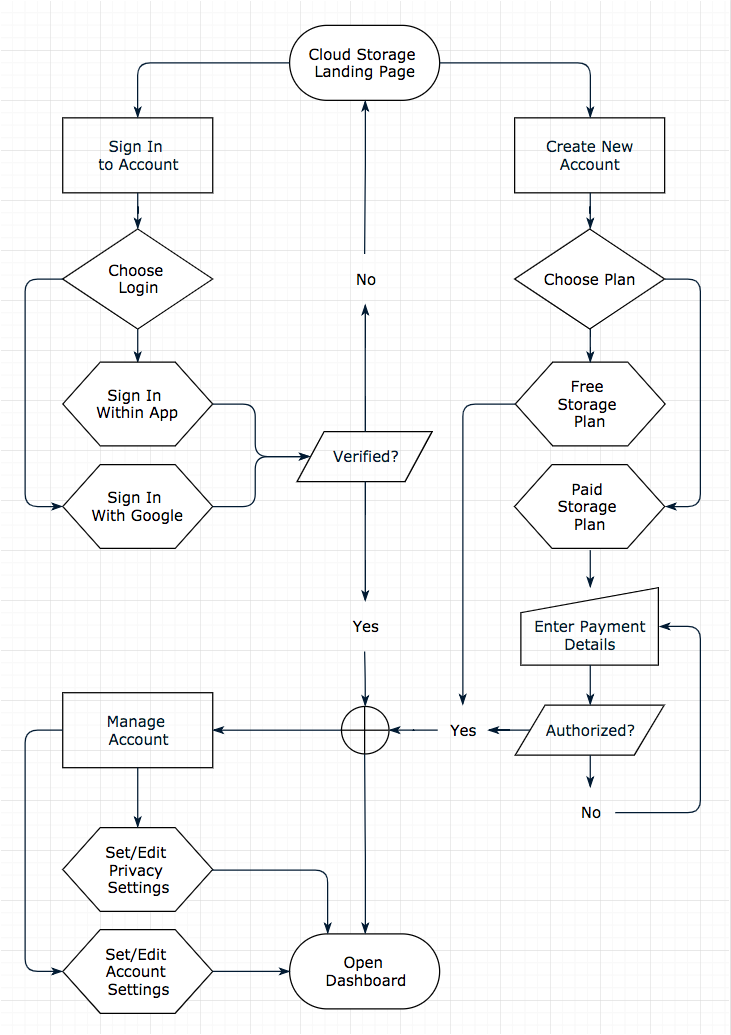 Cloud Storage
Landing Page
Sign In
to Account
Create New
Account
Choose
Login
No
Choose Plan
Sign In
Within App
Free
Storage
Plan
Verified?
Sign In
With Google
Paid
Storage
Plan
Yes
Enter Payment
Details
Manage
Account
Yes
Authorized?
No
Set/Edit
Privacy
Settings
Set/Edit
Account
Settings
Open
Dashboard